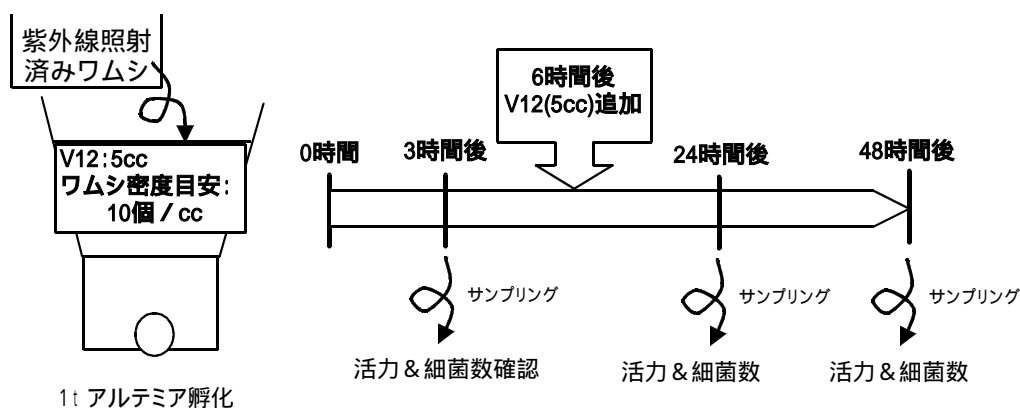 紫外線照射
済みワムシ
V12:5cc
ワムシ密度目安:
10個／cc
1t アルテミア孵化
6時間後
V12(5cc)追加
0時間
3時間後
24時間後
48時間後
サンプリング
サンプリング
サンプリング
活力＆細菌数確認
活力＆細菌数
活力＆細菌数